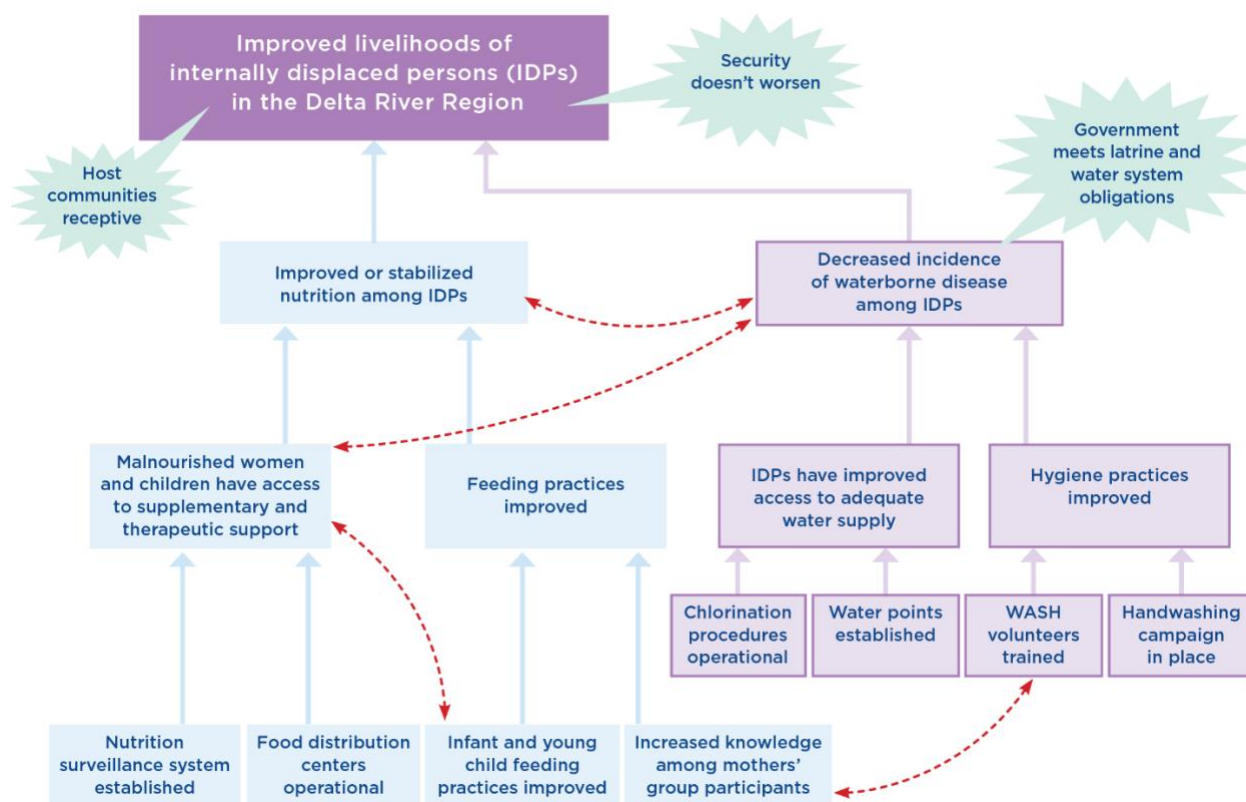 Improved livelihoods of
internally displaced persons (IDPs)
in the Delta River Region
Security
doesn't worsen
Host
communities
receptive
Government
meets latrine and
water system
obligations
Improved or stabilized
nutrition among IDPs
Decreased incidence
of waterborne disease
among IDPs
Malnourished women
and children have access
to supplementary and
therapeutic support
Feeding practices
improved
IDPs have improved
access to adequate
water supply
Hygiene practices
improved
Chlorination
procedures
operational
Water points
established
WASH
volunteers
trained
Handwashing
campaign
in place
Nutrition
surveillance system
established
Food distribution
centers
operational
Infant and young
child feeding
practices improved
Increased knowledge
among mothers'
group participants